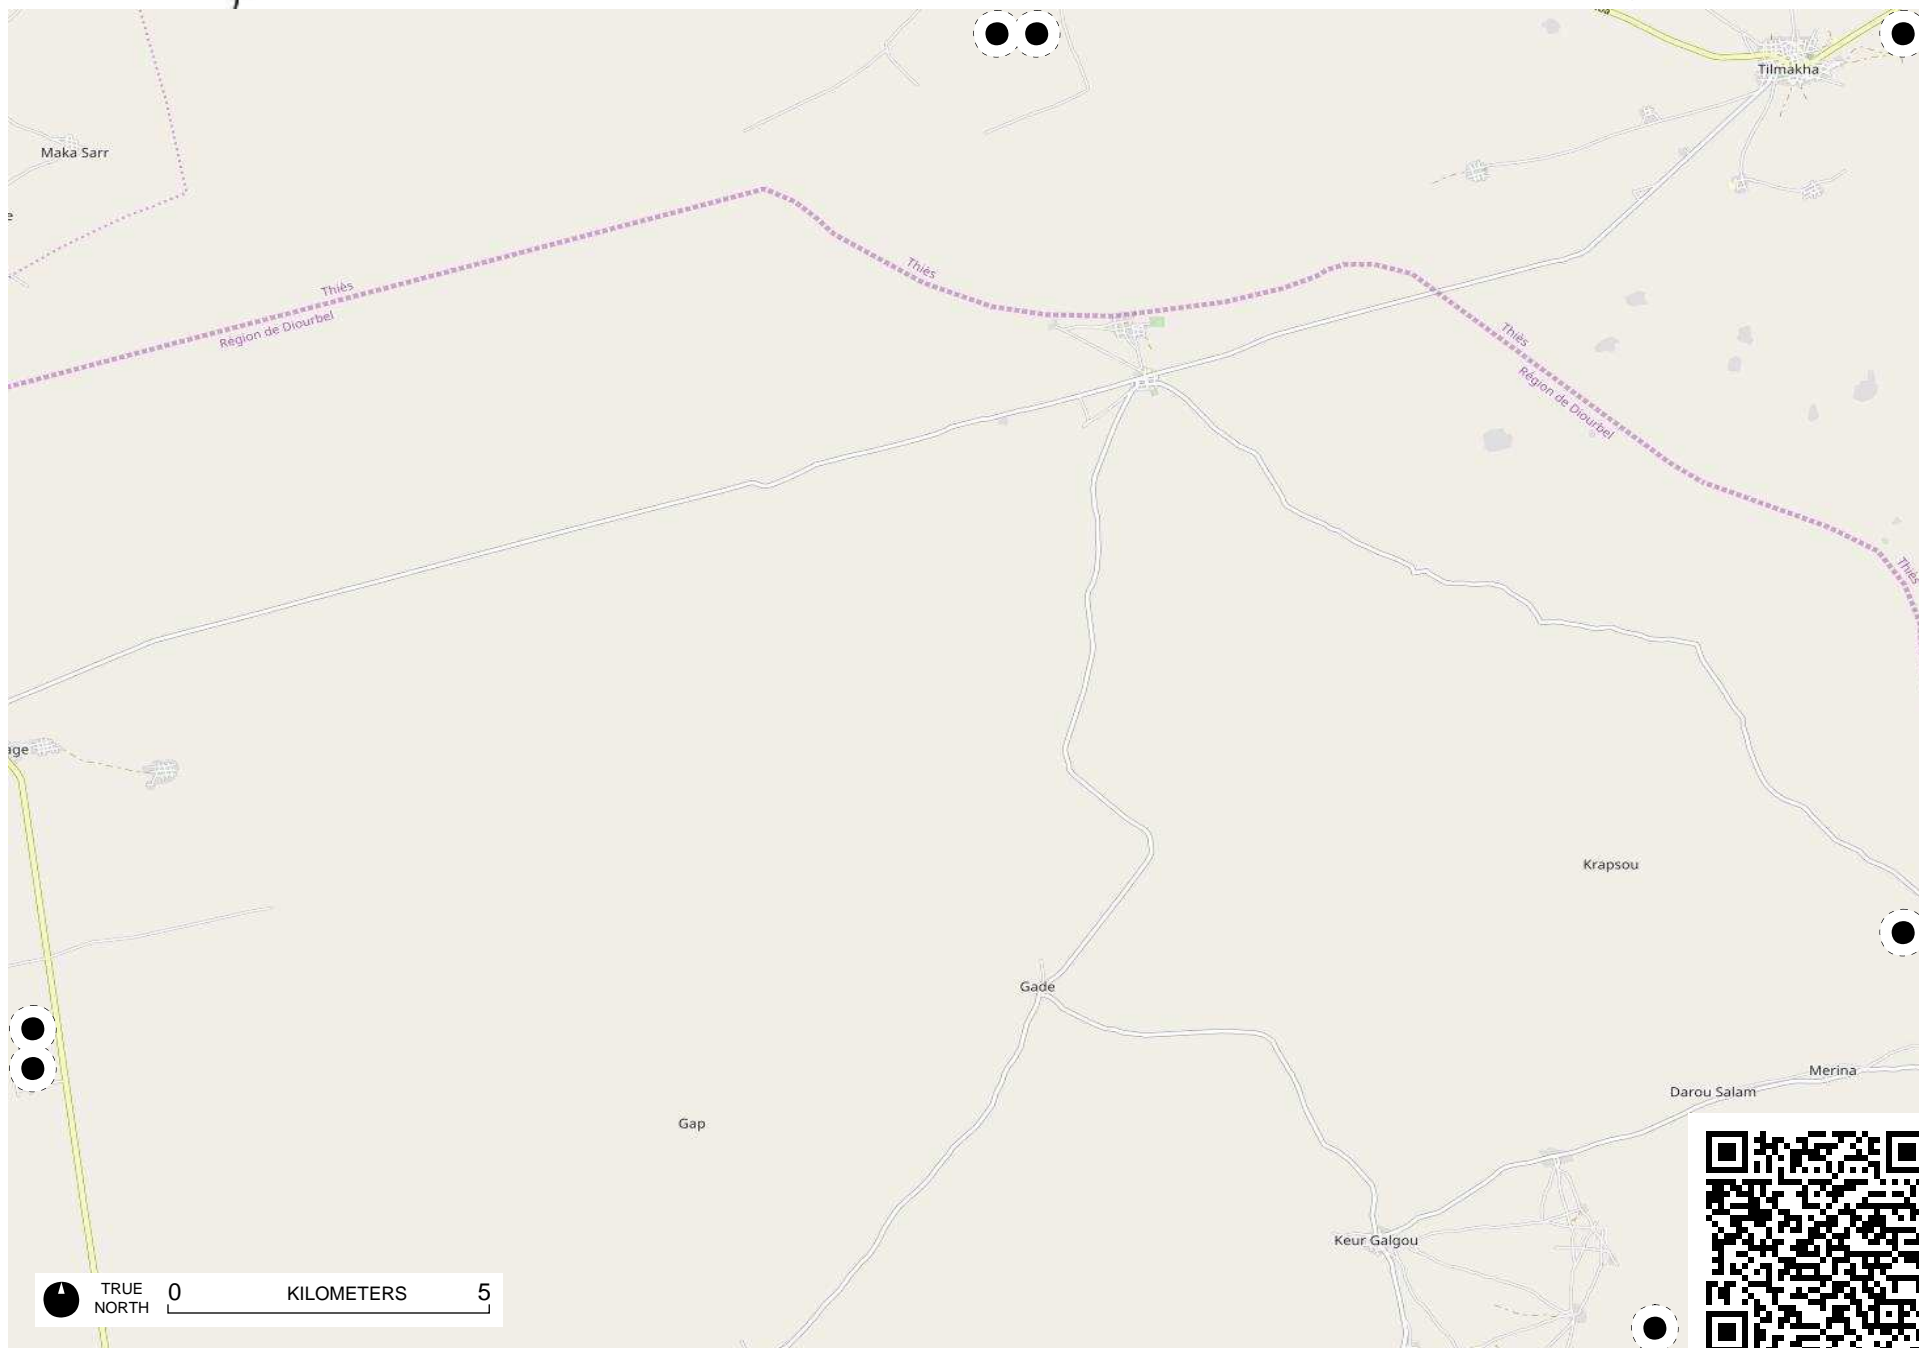 Tilmakha
Maka Sarr
Thiès
Thiès
Région de Diourbel
Thiès
Région de Diourbel
Thiès
age
Krapsou
Gade
Merina
Darou Salam
Gap
Keur Galgou
TRUE
NORTH
0 KILOMETERS 5